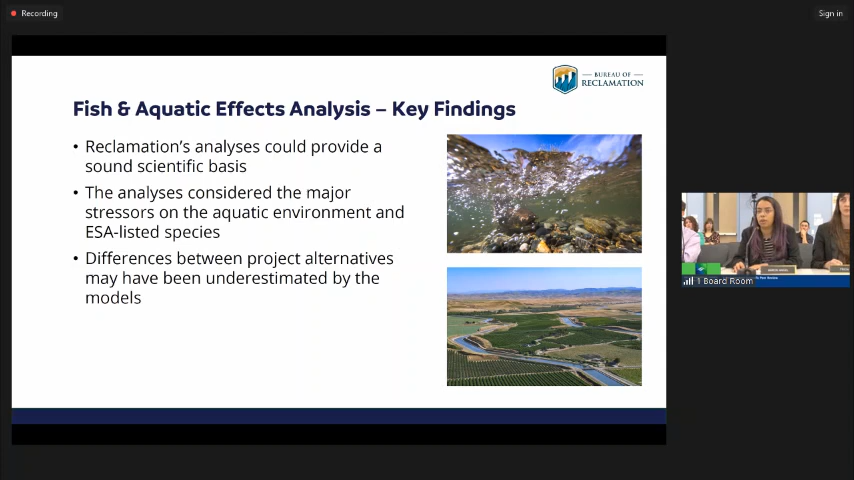 Recording
Sign in
BUREAU OF
RECLAMATION
Fish & Aquatic Effects Analysis – Key Findings
• Reclamation's analyses could provide a
sound scientific basis
• The analyses considered the major
stressors on the aquatic environment and
ESA-listed species
• Differences between project alternatives
may have been underestimated by the
models
1 Board Room